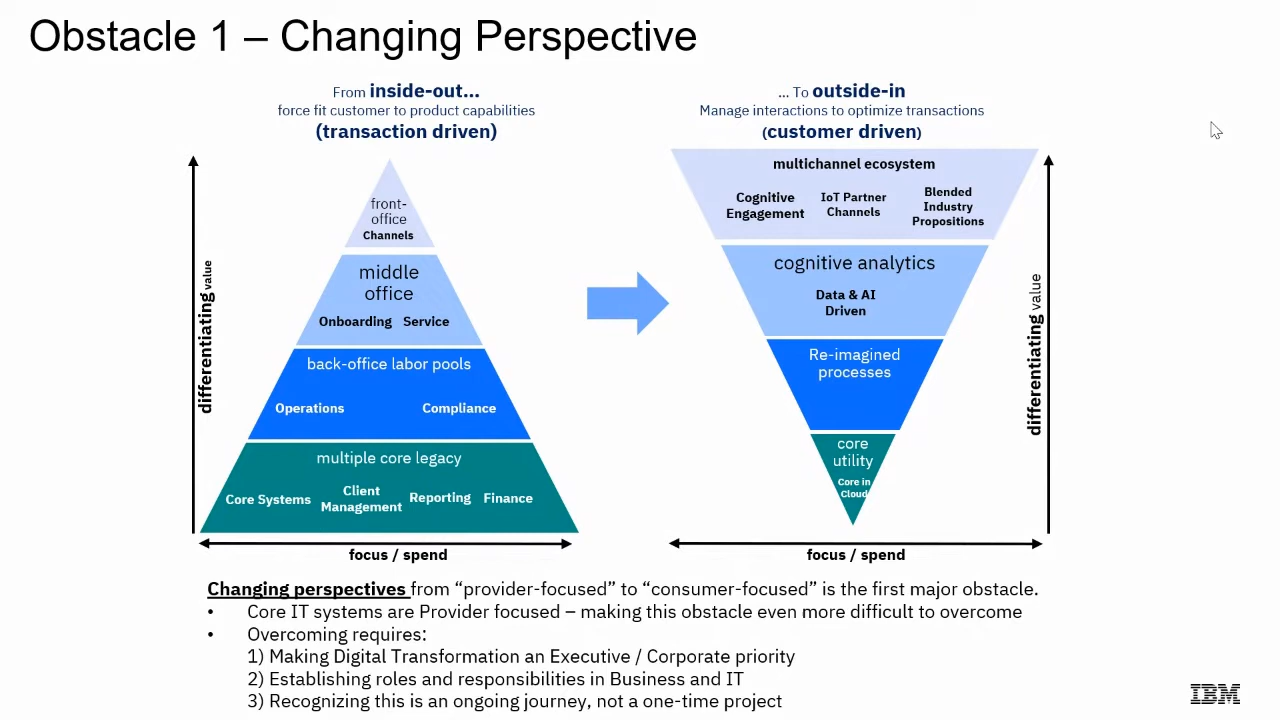 Obstacle 1 – Changing Perspective
From inside-out...
force fit customer to product capabilities
(transaction driven)
differentiating value
front-
office
Channels
middle
office
Onboarding Service
back-office labor pools
Operations Compliance
multiple core legacy
Core Systems Client Management Reporting Finance
focus / spend
... To outside-in
Manage interactions to optimize transactions
(customer driven)
multichannel ecosystem
Cognitive Engagement IoT Partner Channels Blended Industry Propositions
cognitive analytics
Data & AI
Driven
Re-imagined
processes
core
utility
Core in
Cloud
differentiating value
focus / spend
Changing perspectives from “provider-focused” to “consumer-focused” is the first major obstacle.
• Core IT systems are Provider focused – making this obstacle even more difficult to overcome
• Overcoming requires:
1) Making Digital Transformation an Executive / Corporate priority
2) Establishing roles and responsibilities in Business and IT
3) Recognizing this is an ongoing journey, not a one-time project
IBM